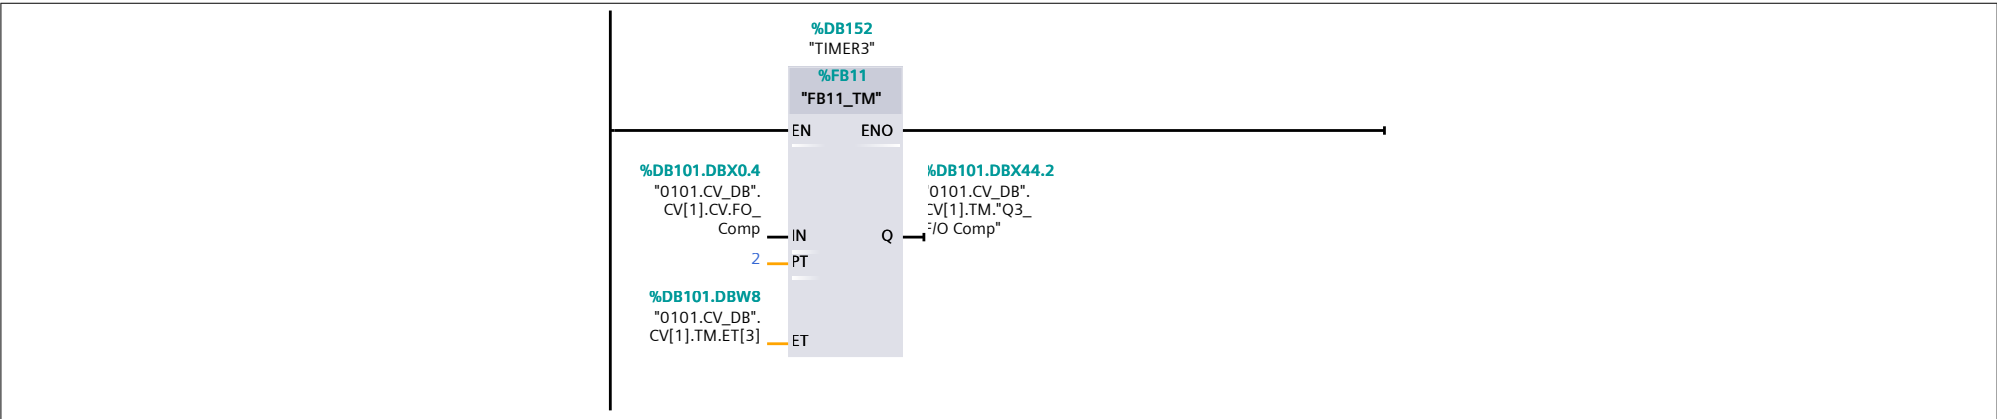 %DB152
"TIMER3"
%FB11
"FB11_TM"
EN ENO
%DB101.DBX0.4
"0101.CV_DB".
CV[1].CV.FO_
Comp
IN
%DB101.DBX44.2
"0101.CV_DB".
CV[1].TM."Q3_
F/O Comp"
Q
2
PT
%DB101.DBW8
"0101.CV_DB".
CV[1].TM.ET[3]
ET